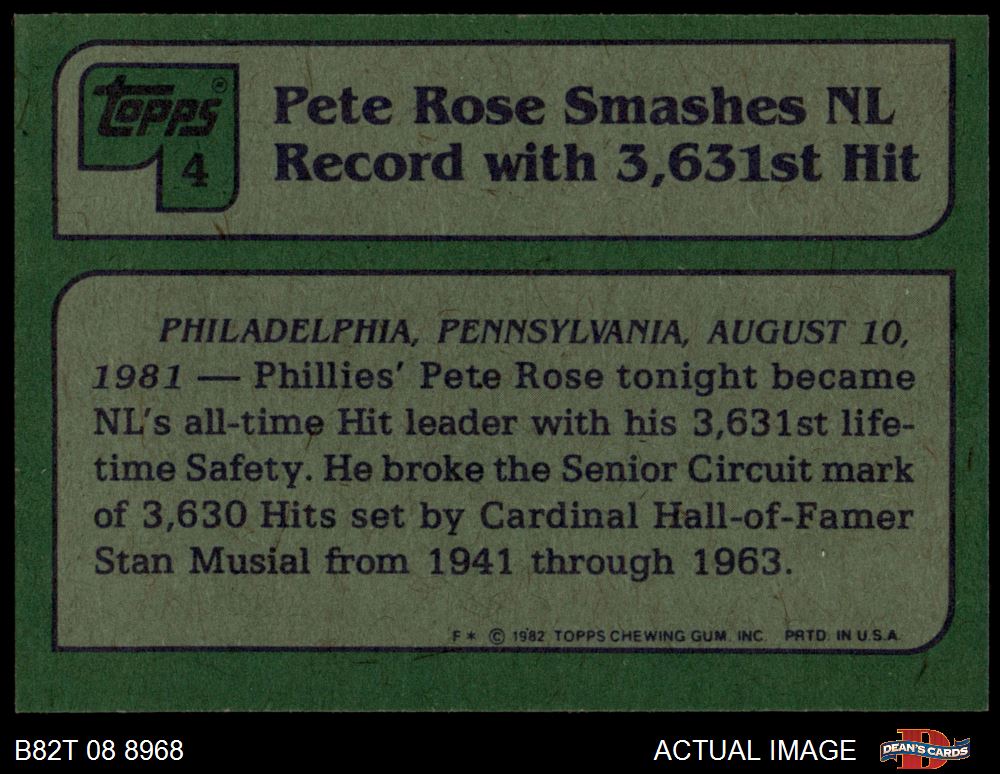 topps®
4
Pete Rose Smashes NL
Record with 3,631st Hit
PHILADELPHIA, PENNSYLVANIA, AUGUST 10,
1981 — Phillies' Pete Rose tonight became
NL's all-time Hit leader with his 3,631st life-
time Safety. He broke the Senior Circuit mark
of 3,630 Hits set by Cardinal Hall-of-Famer
Stan Musial from 1941 through 1963.
F * © 1982 TOPPS CHEWING GUM, INC. PRTD. IN U.S.A.
B82T 08 8968
ACTUAL IMAGE
DEAN'S CARDS